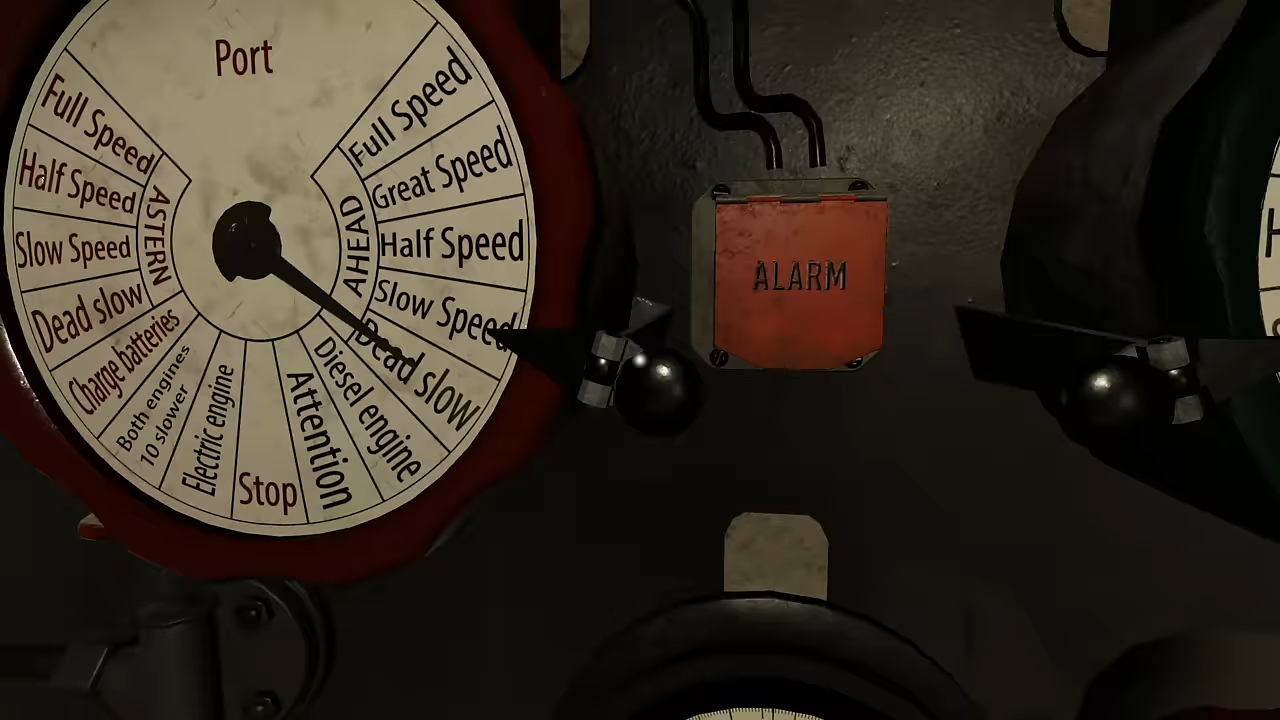 Port
Full Speed
Half Speed
Slow Speed
Dead slow
ASTERN
Charge batteries
Both engines
10 slower
Electric engine
Stop
Attention
Diesel engine
Dead slow
Slow Speed
Half Speed
Great Speed
Full Speed
AHEAD
ALARM